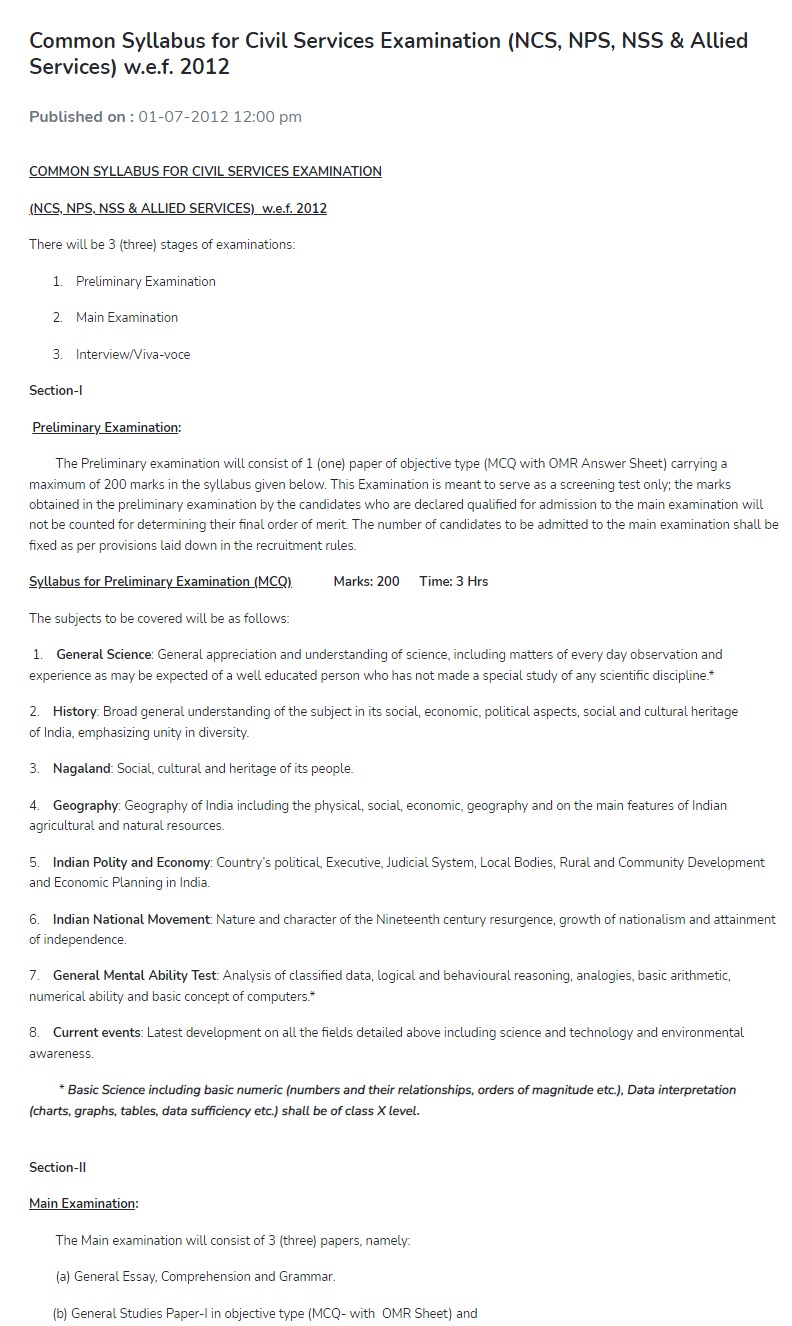 Common Syllabus for Civil Services Examination (NCS, NPS, NSS & Allied
Services) w.e.f. 2012
Published on : 01-07-2012 12:00 pm
COMMON SYLLABUS FOR CIVIL SERVICES EXAMINATION
(NCS, NPS, NSS & ALLIED SERVICES)  w.e.f. 2012
There will be 3 (three) stages of examinations:
1. Preliminary Examination
2. Main Examination
3. Interview/Viva-voce
Section-I
Preliminary Examination:
The Preliminary examination will consist of 1 (one) paper of objective type (MCQ with OMR Answer Sheet) carrying a
maximum of 200 marks in the syllabus given below. This Examination is meant to serve as a screening test only; the marks
obtained in the preliminary examination by the candidates who are declared qualified for admission to the main examination will
not be counted for determining their final order of merit. The number of candidates to be admitted to the main examination shall be
fixed as per provisions laid down in the recruitment rules.
Syllabus for Preliminary Examination (MCQ) Marks: 200 Time: 3 Hrs
The subjects to be covered will be as follows:
1. General Science: General appreciation and understanding of science, including matters of every day observation and
experience as may be expected of a well educated person who has not made a special study of any scientific discipline.*
2. History: Broad general understanding of the subject in its social, economic, political aspects, social and cultural heritage
of India, emphasizing unity in diversity.
3. Nagaland: Social, cultural and heritage of its people.
4. Geography: Geography of India including the physical, social, economic, geography and on the main features of Indian
agricultural and natural resources.
5. Indian Polity and Economy: Country's political, Executive, Judicial System, Local Bodies, Rural and Community Development
and Economic Planning in India.
6. Indian National Movement: Nature and character of the Nineteenth century resurgence, growth of nationalism and attainment
of independence.
7. General Mental Ability Test: Analysis of classified data, logical and behavioural reasoning, analogies, basic arithmetic,
numerical ability and basic concept of computers.*
8. Current events: Latest development on all the fields detailed above including science and technology and environmental
awareness.
* Basic Science including basic numeric (numbers and their relationships, orders of magnitude etc.), Data interpretation
(charts, graphs, tables, data sufficiency etc.) shall be of class X level.
Section-II
Main Examination:
The Main examination will consist of 3 (three) papers, namely:
(a) General Essay, Comprehension and Grammar.
(b) General Studies Paper-I in objective type (MCQ- with  OMR Sheet) and